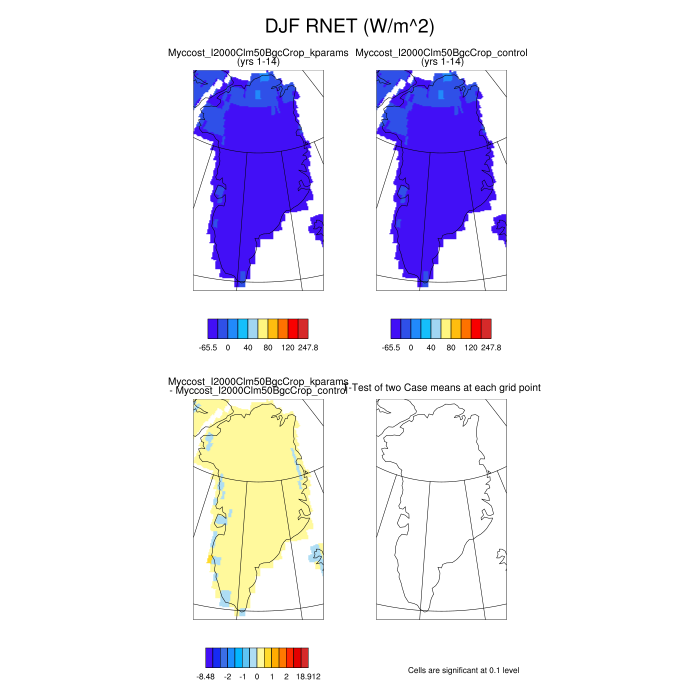 DJF RNET (W/m^2)
Myccost_I2000Clm50BgcCrop_kparams
(yrs 1-14)
Myccost_I2000Clm50BgcCrop_control
(yrs 1-14)
-65.5 0 40 80 120 247.8
-65.5 0 40 80 120 247.8
Myccost_I2000Clm50BgcCrop_kparams
- Myccost_I2000Clm50BgcCrop_control
T-Test of two Case means at each grid point
-8.48 -2 -1 0 1 2 18.912
Cells are significant at 0.1 level